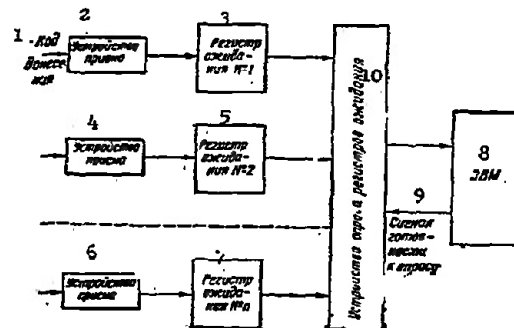 2
3
1
-Код
донесе
ния
Устройство
приема
Регистр
ожида-
ния №1
10
4
Устройство
приема
5
Регистр
ожида-
ния №2
8
ЭВМ
9
Сигнал
готов-
ности
к опросу
6
Устройство
приема
7
Регистр
ожида-
ния №n
Устройство опроса регистров ожидания